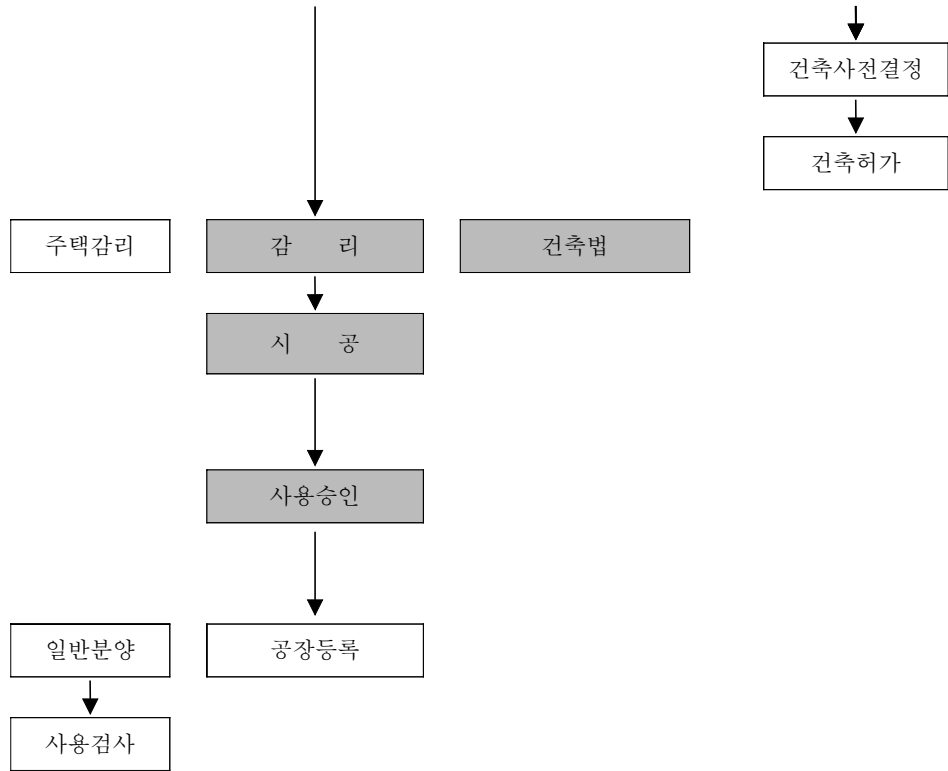 건축사전결정
건축허가
주택감리
감 리
건축법
시 공
사용승인
일반분양
공장등록
사용검사